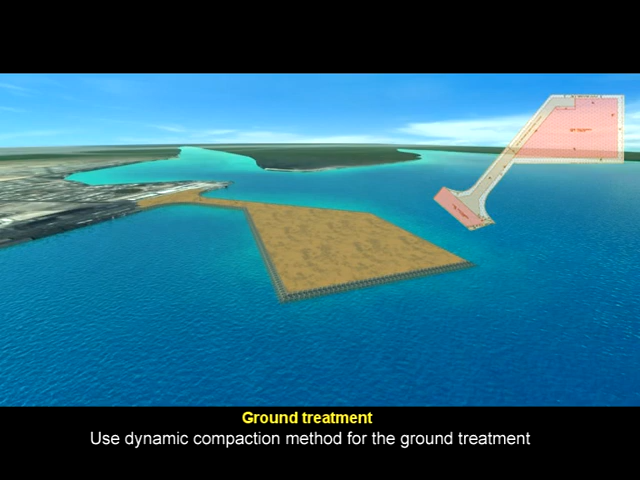 Ground treatment
Use dynamic compaction method for the ground treatment